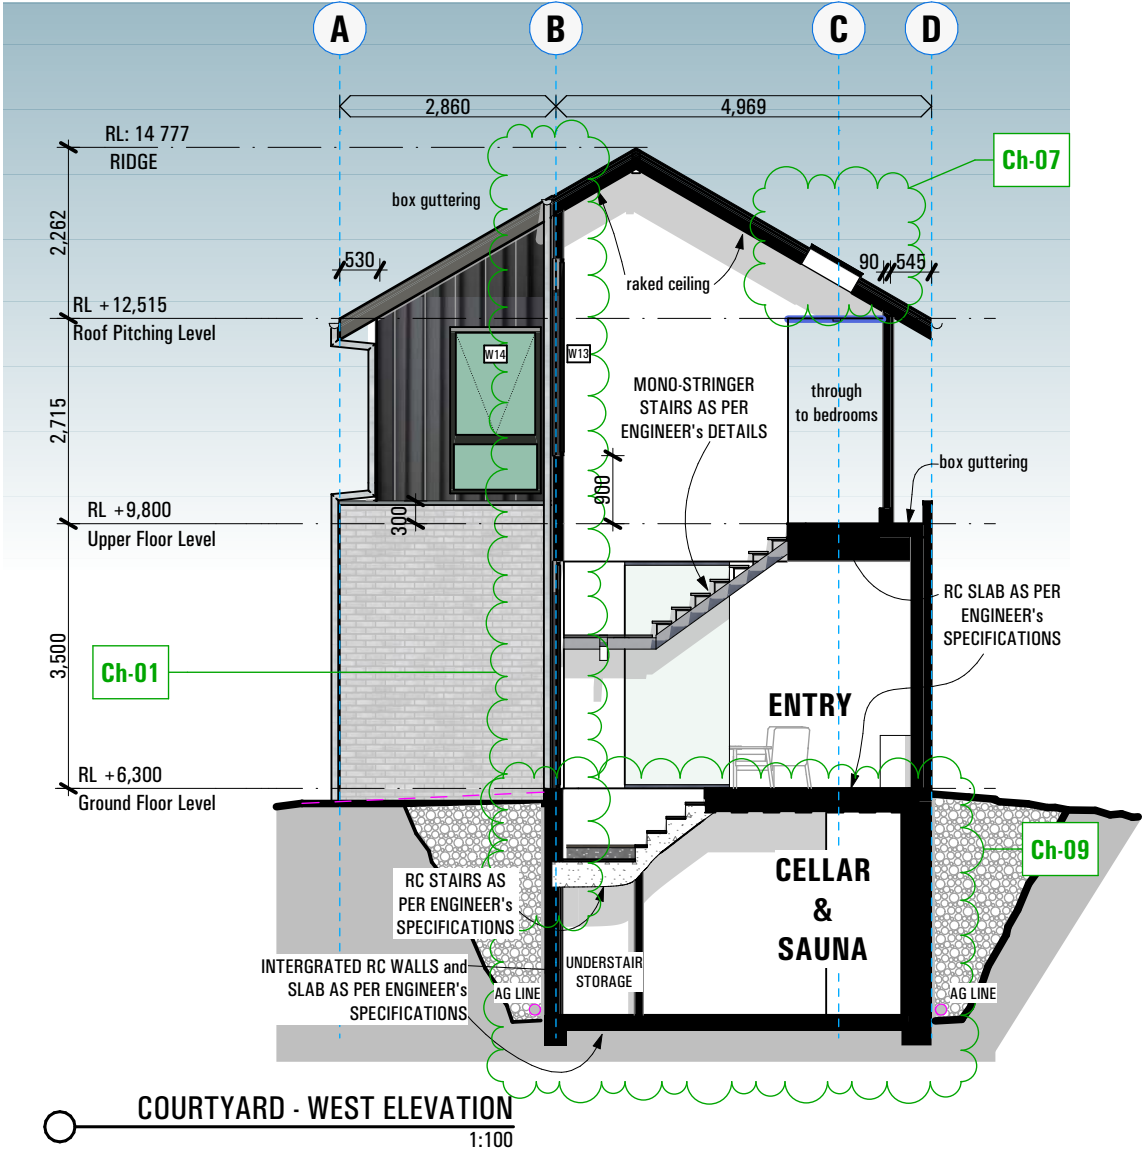 A
B
C
D
2,860
4,969
RL: 14 777
RIDGE
Ch-07
box guttering
2,262
530
90
545
raked ceiling
RL +12,515
Roof Pitching Level
W14
W13
MONO-STRINGER
STAIRS AS PER
ENGINEER's DETAILS
through
to bedrooms
2,715
box guttering
900
RL +9,800
Upper Floor Level
300
RC SLAB AS PER
ENGINEER's
SPECIFICATIONS
3,500
Ch-01
ENTRY
RL +6,300
Ground Floor Level
Ch-09
CELLAR
&
SAUNA
RC STAIRS AS
PER ENGINEER's
SPECIFICATIONS
INTERGRATED RC WALLS and
SLAB AS PER ENGINEER's
SPECIFICATIONS
UNDERSTAIR
STORAGE
AG LINE
AG LINE
COURTYARD - WEST ELEVATION
1:100